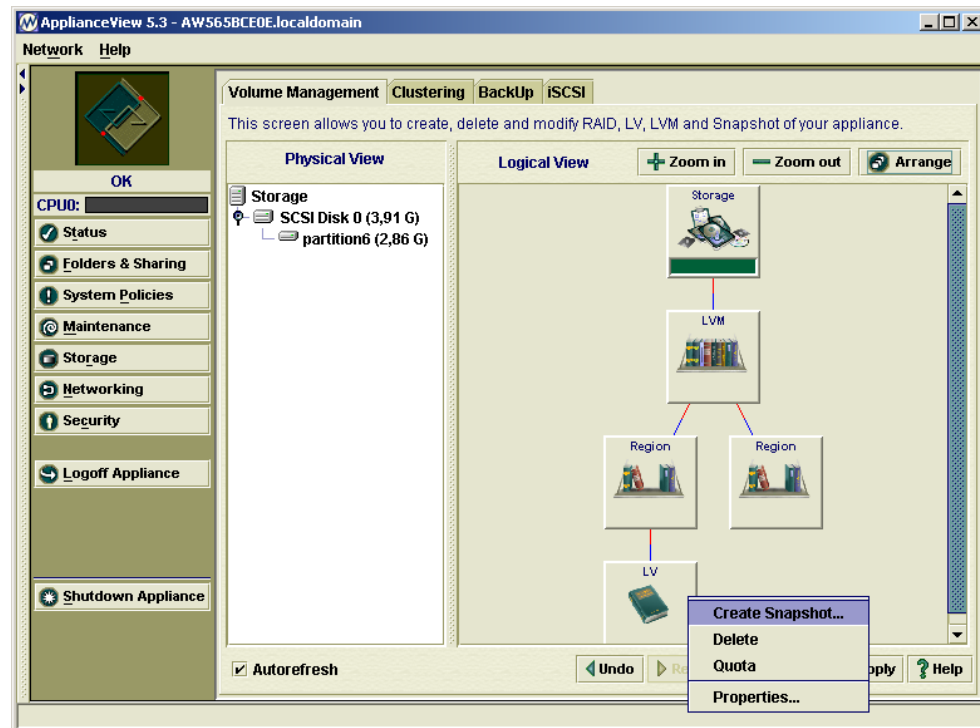 ApplianceView 5.3 - AW565BCE0E.localdomain
Network Help
OK
CPU0:
Status
Folders & Sharing
System Policies
Maintenance
Storage
Networking
Security
Logoff Appliance
Shutdown Appliance
Volume Management Clustering BackUp iSCSI
This screen allows you to create, delete and modify RAID, LV, LVM and Snapshot of your appliance.
Physical View
Storage
SCSI Disk 0 (3,91 G)
partition6 (2,86 G)
Logical View Zoom in Zoom out Arrange
Storage
LVM
Region Region
LV
Create Snapshot...
Delete
Quota
Properties...
Autorefresh
Undo Help